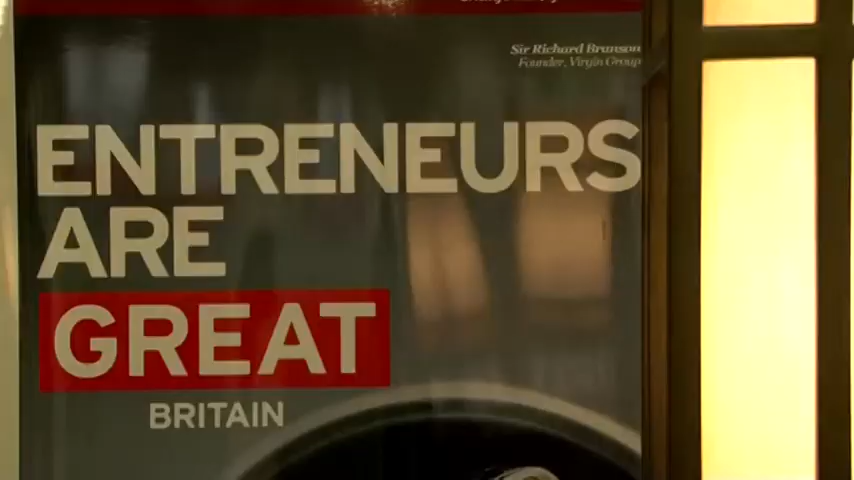 Sir Richard Branson
Founder, Virgin Group
ENTRENEURS
ARE
GREAT
BRITAIN